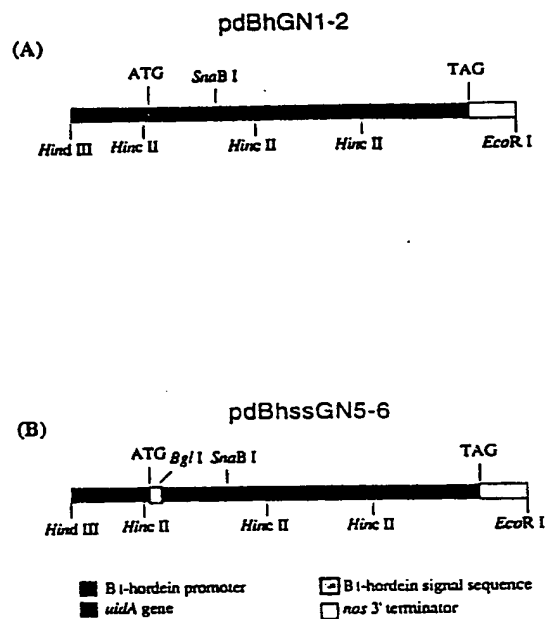 pdBhGN1-2
(A)
ATG SnaB I TAG
Hind III Hinc II Hinc II Hinc II EcoR I
pdBhssGN5-6
(B)
ATG Bgl I SnaB I TAG
Hind III Hinc II Hinc II Hinc II EcoR I
B1-hordein promoter B1-hordein signal sequence
uidA gene nos 3' terminator